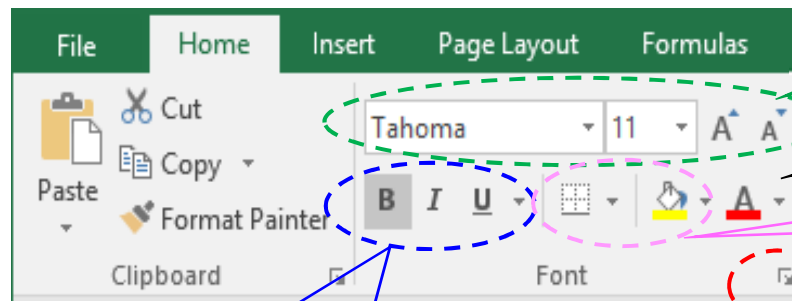 File Home Insert Page Layout Formulas
Cut
Tahoma 11 A A
Copy
Paste B I U A
Format Painter
Clipboard Font